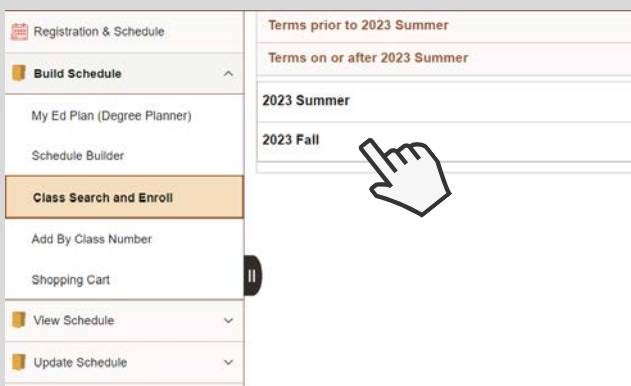 Registration & Schedule
Build Schedule
My Ed Plan (Degree Planner)
Schedule Builder
Class Search and Enroll
Add By Class Number
Shopping Cart
View Schedule
Update Schedule
Terms prior to 2023 Summer
Terms on or after 2023 Summer
2023 Summer
2023 Fall